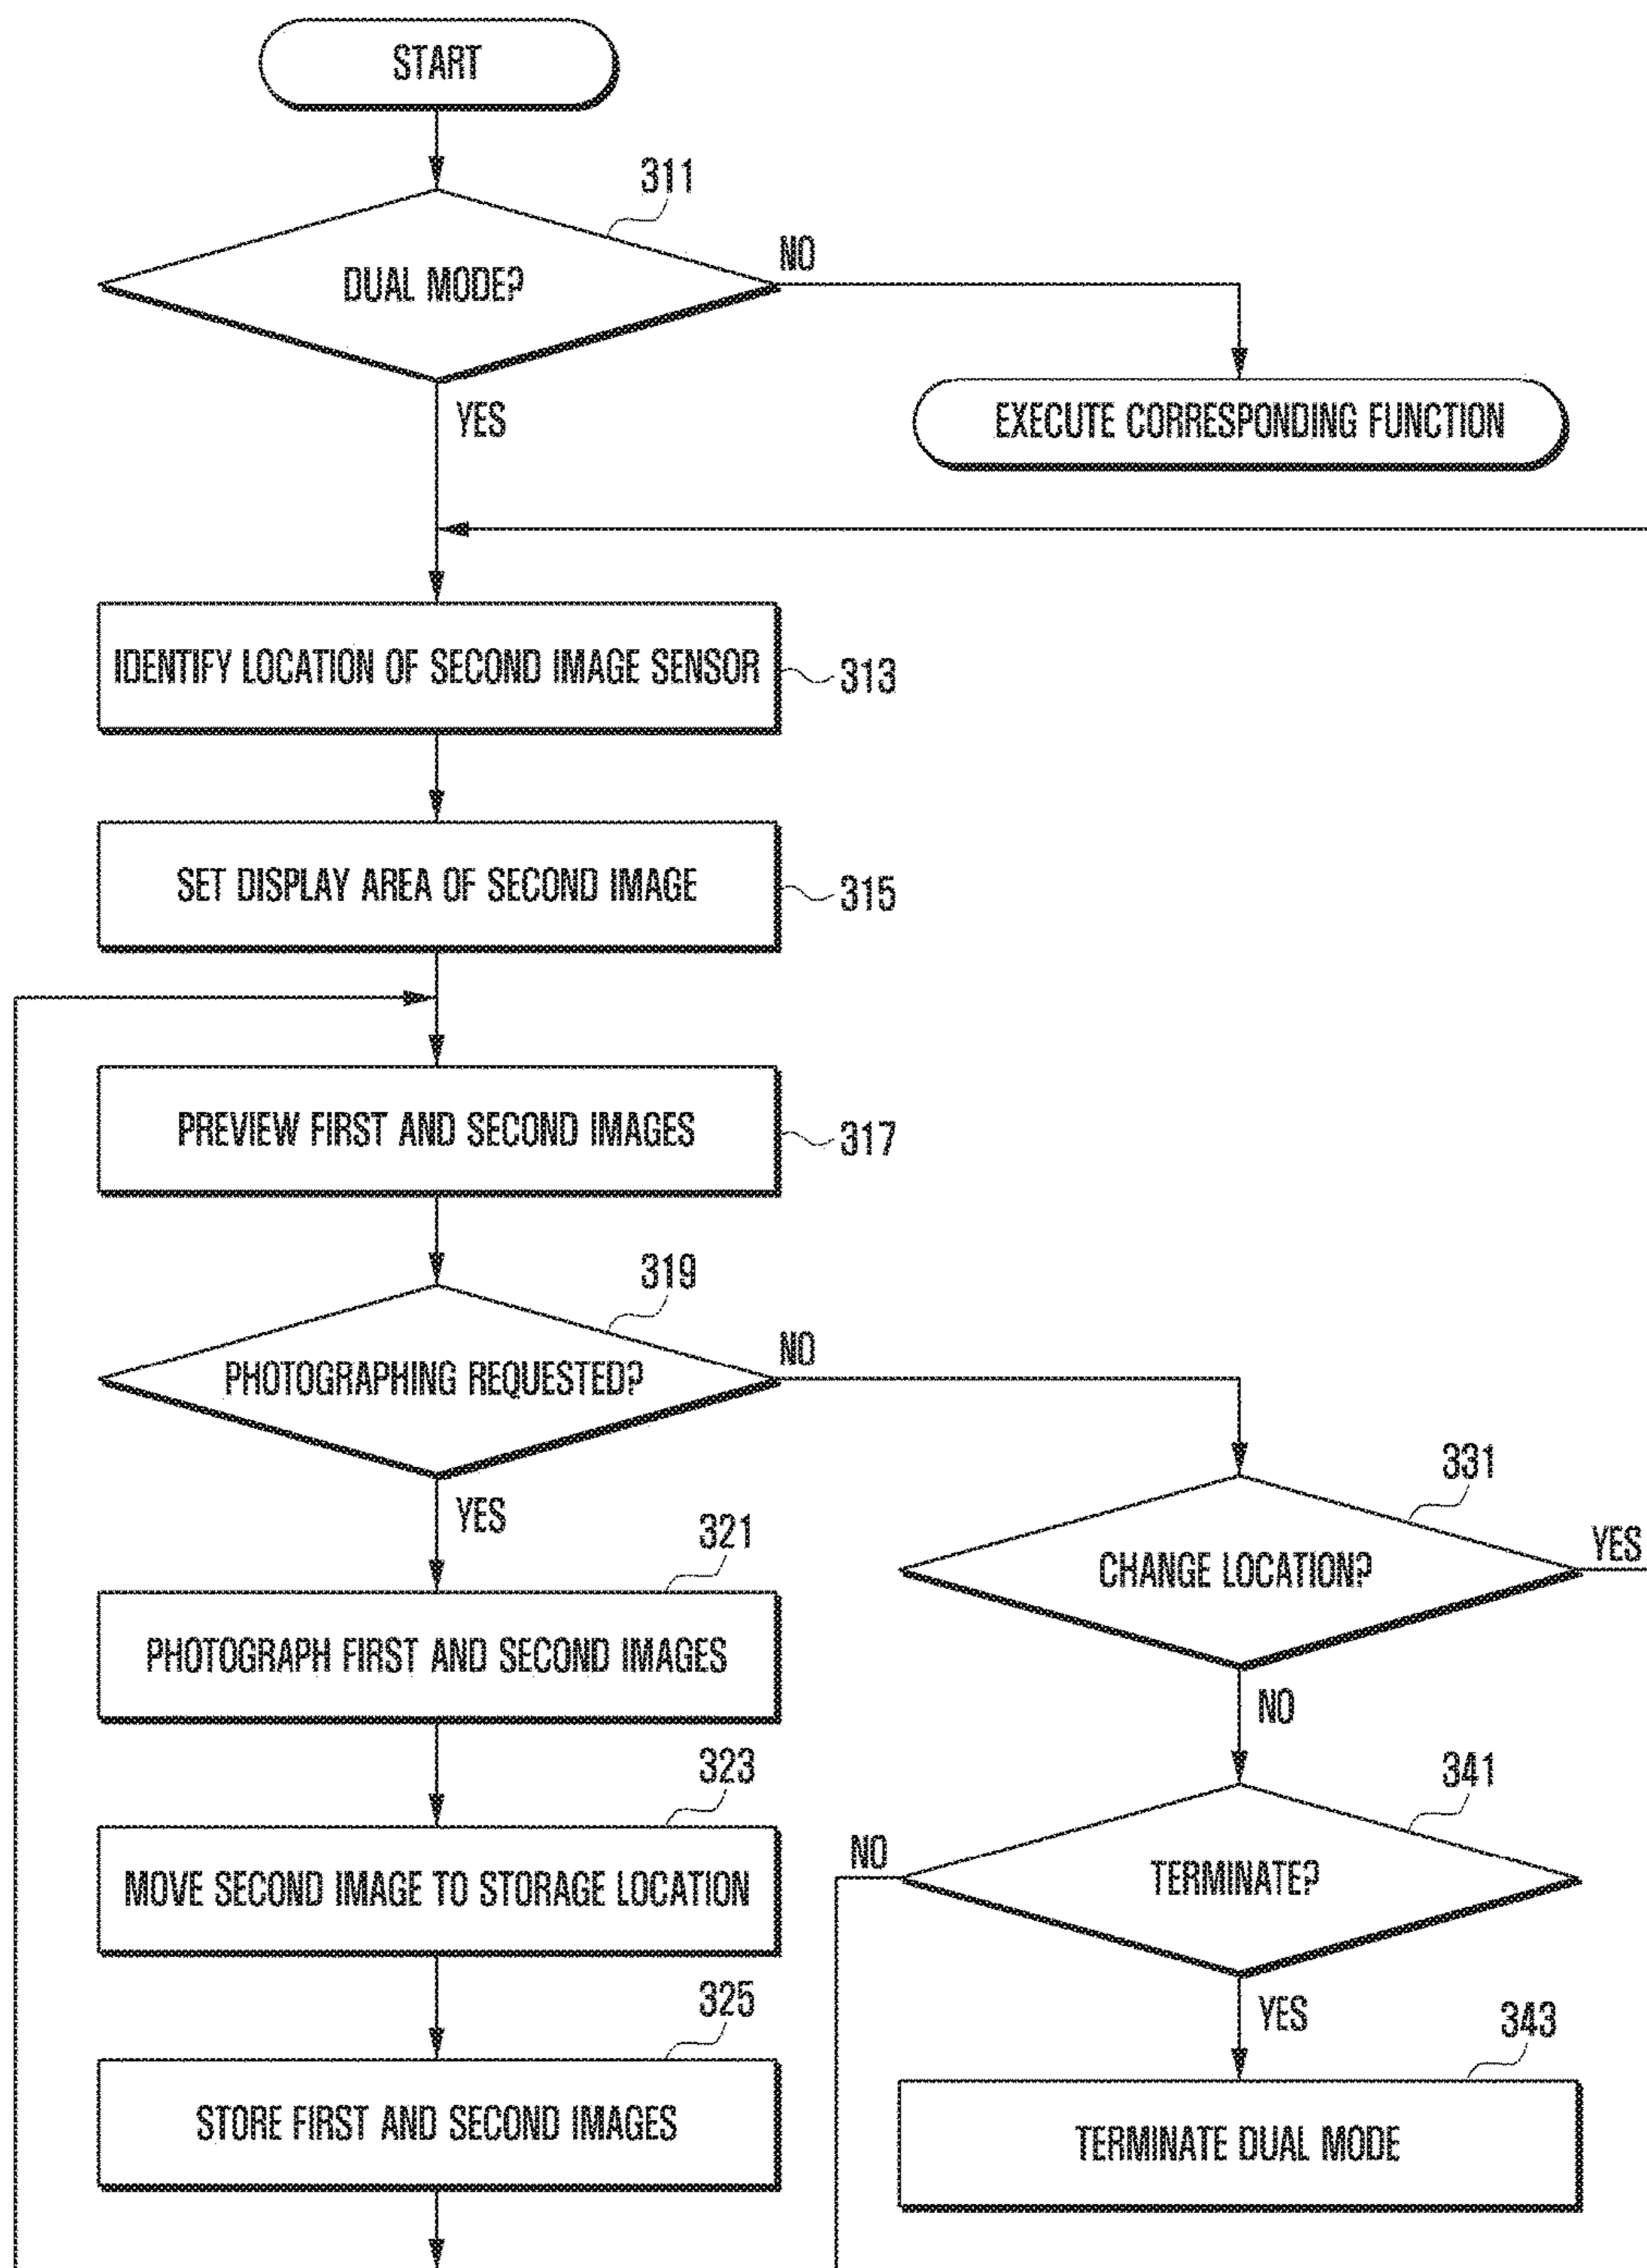 START
311
DUAL MODE?
NO
YES
EXECUTE CORRESPONDING FUNCTION
IDENTIFY LOCATION OF SECOND IMAGE SENSOR
313
SET DISPLAY AREA OF SECOND IMAGE
315
PREVIEW FIRST AND SECOND IMAGES
317
319
PHOTOGRAPHING REQUESTED?
NO
YES
331
CHANGE LOCATION?
YES
NO
321
PHOTOGRAPH FIRST AND SECOND IMAGES
323
MOVE SECOND IMAGE TO STORAGE LOCATION
341
TERMINATE?
NO
YES
325
STORE FIRST AND SECOND IMAGES
343
TERMINATE DUAL MODE